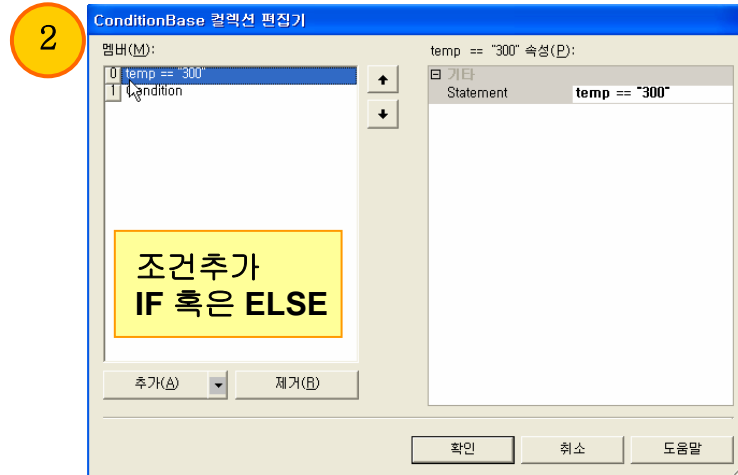 2
ConditionBase 컬렉션 편집기
멤버(M):
0 temp == "300"
1 Condition
temp == "300" 속성(P):
기타
Statement temp == "300"
조건추가
IF 혹은 ELSE
추가(A)
제거(R)
확인
취소
도움말